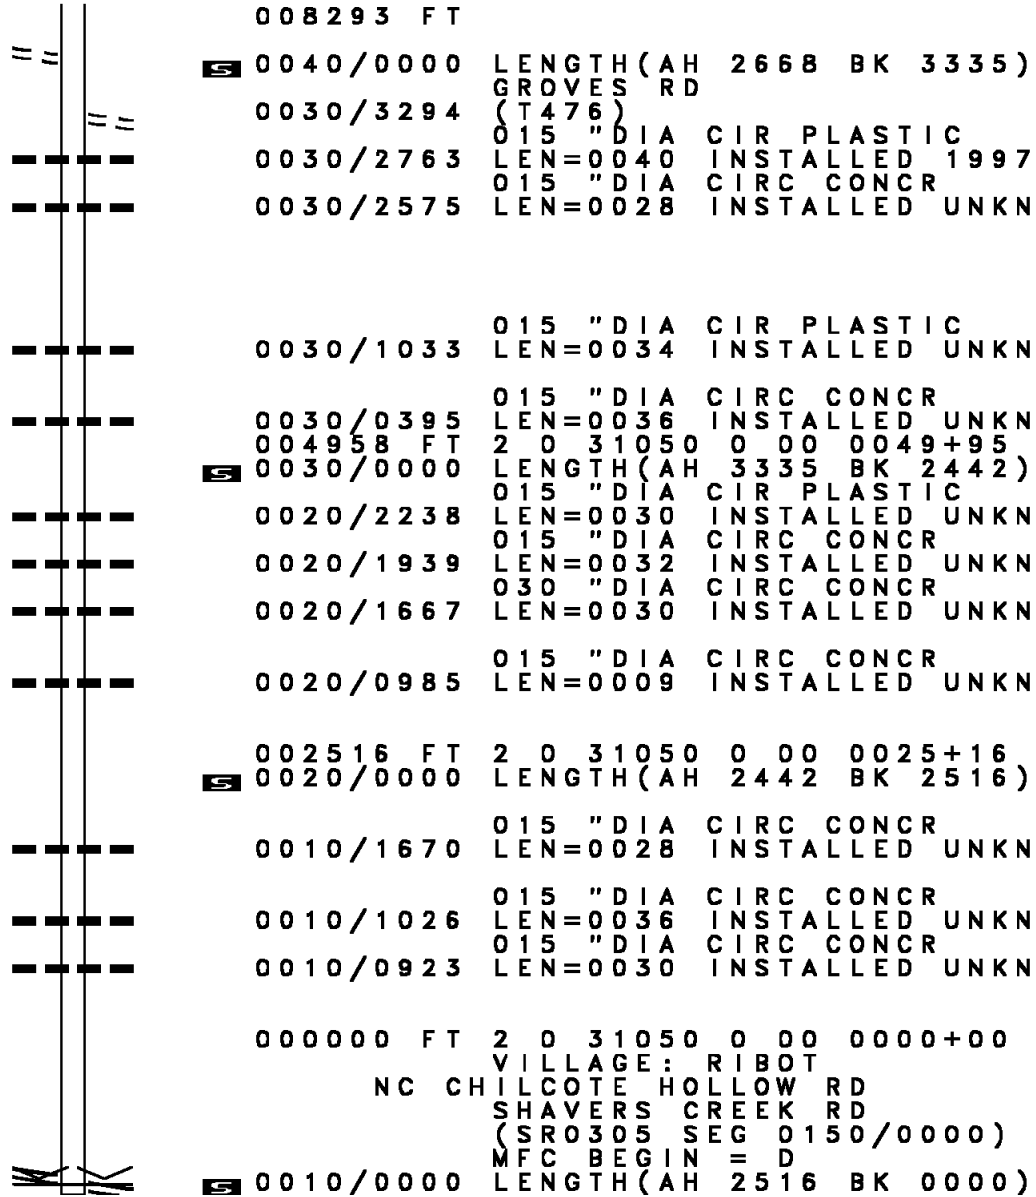 008293 FT
S 0040/0000 LENGTH(AH 2668 BK 3335)
GROVES RD
0030/3294 (T476)
015 "DIA CIR PLASTIC
0030/2763 LEN=0040 INSTALLED 1997
015 "DIA CIRC CONCR
0030/2575 LEN=0028 INSTALLED UNKN
015 "DIA CIR PLASTIC
0030/1033 LEN=0034 INSTALLED UNKN
015 "DIA CIRC CONCR
0030/0395 LEN=0036 INSTALLED UNKN
004958 FT 2 0 31050 0 00 0049+95
S 0030/0000 LENGTH(AH 3335 BK 2442)
015 "DIA CIR PLASTIC
0020/2238 LEN=0030 INSTALLED UNKN
015 "DIA CIRC CONCR
0020/1939 LEN=0032 INSTALLED UNKN
030 "DIA CIRC CONCR
0020/1667 LEN=0030 INSTALLED UNKN
015 "DIA CIRC CONCR
0020/0985 LEN=0009 INSTALLED UNKN
002516 FT 2 0 31050 0 00 0025+16
S 0020/0000 LENGTH(AH 2442 BK 2516)
015 "DIA CIRC CONCR
0010/1670 LEN=0028 INSTALLED UNKN
015 "DIA CIRC CONCR
0010/1026 LEN=0036 INSTALLED UNKN
015 "DIA CIRC CONCR
0010/0923 LEN=0030 INSTALLED UNKN
000000 FT 2 0 31050 0 00 0000+00
VILLAGE: RIBOT
NC CHILCOTE HOLLOW RD
SHAVERS CREEK RD
(SR0305 SEG 0150/0000)
MFC BEGIN = D
S 0010/0000 LENGTH(AH 2516 BK 0000)